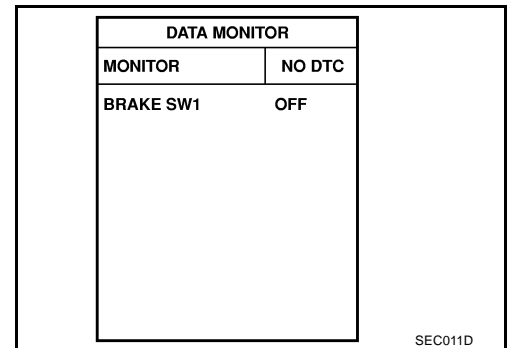 DATA MONITOR
MONITOR NO DTC
BRAKE SW1 OFF
SEC011D